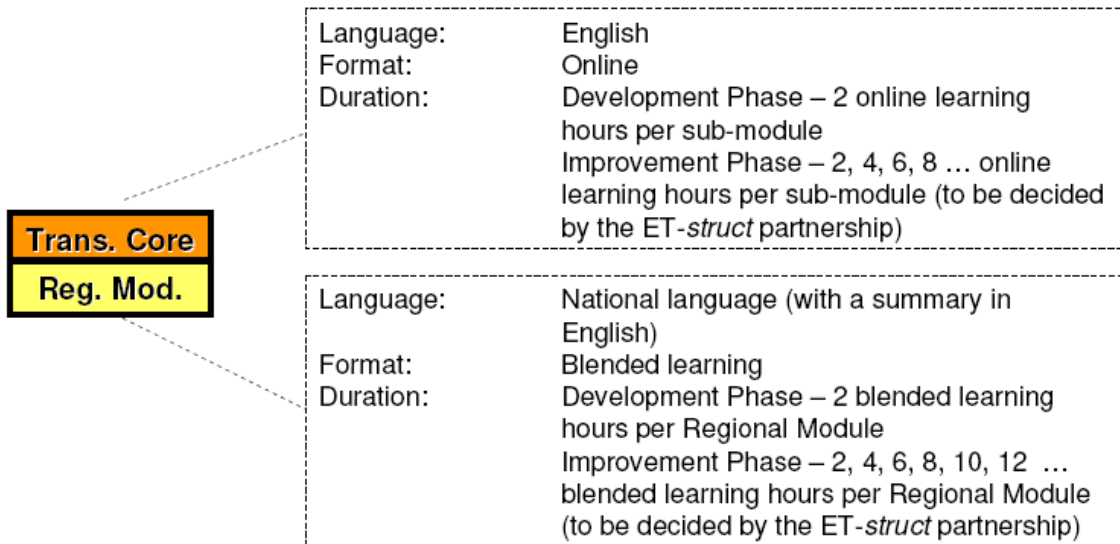 Language: English
Format: Online
Duration: Development Phase – 2 online learning
hours per sub-module
Improvement Phase – 2, 4, 6, 8 … online
learning hours per sub-module (to be decided
by the ET-struct partnership)
Trans. Core
Reg. Mod.
Language: National language (with a summary in
English)
Format: Blended learning
Duration: Development Phase – 2 blended learning
hours per Regional Module
Improvement Phase – 2, 4, 6, 8, 10, 12 …
blended learning hours per Regional Module
(to be decided by the ET-struct partnership)